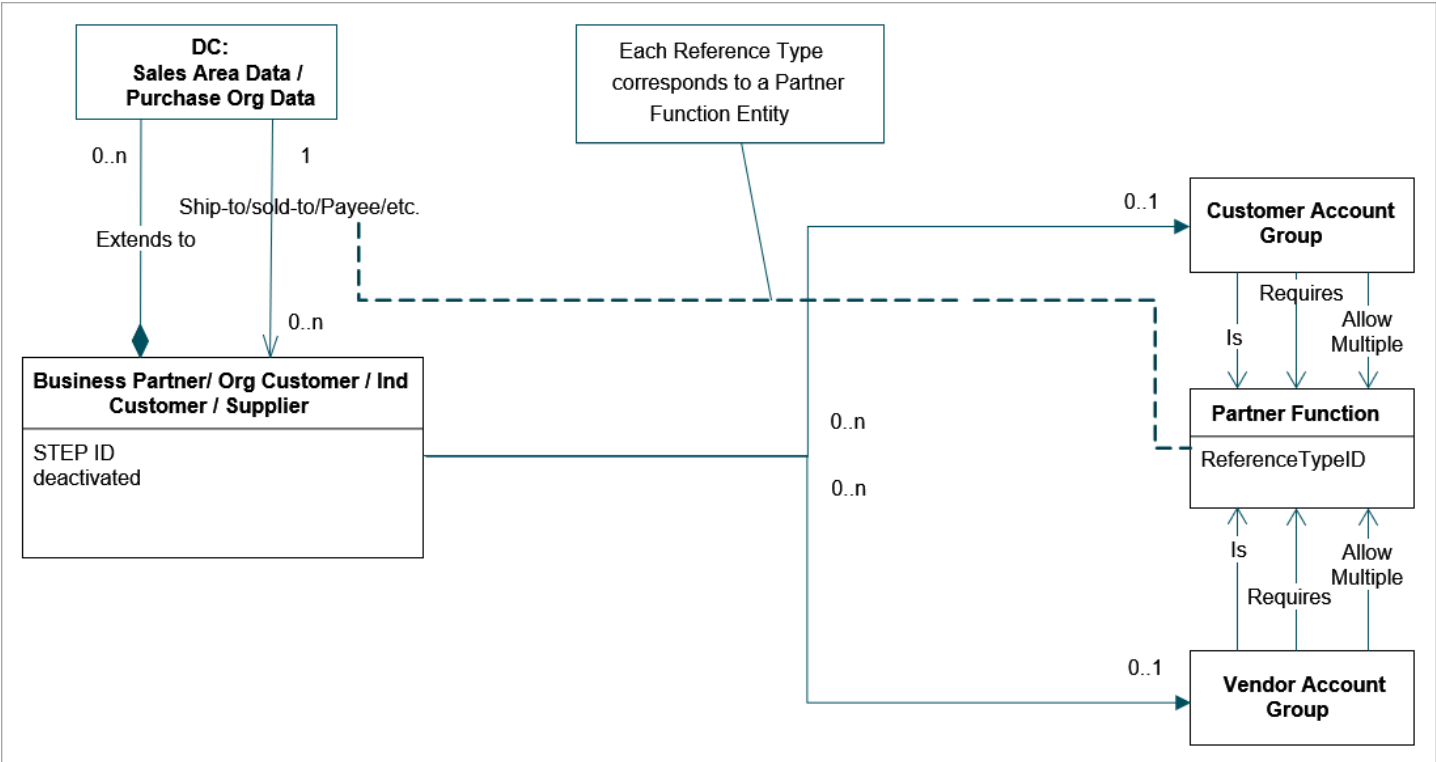 DC:
Sales Area Data /
Purchase Org Data
Each Reference Type
corresponds to a Partner
Function Entity
0..n
1
Ship-to/sold-to/Payee/etc.
Extends to
0..n
Business Partner/ Org Customer / Ind
Customer / Supplier
STEP ID
deactivated
0..n
0..n
0..1
Customer Account
Group
Requires
Is
Allow
Multiple
Partner Function
ReferenceTypeID
Is
Allow
Multiple
Requires
0..1
Vendor Account
Group